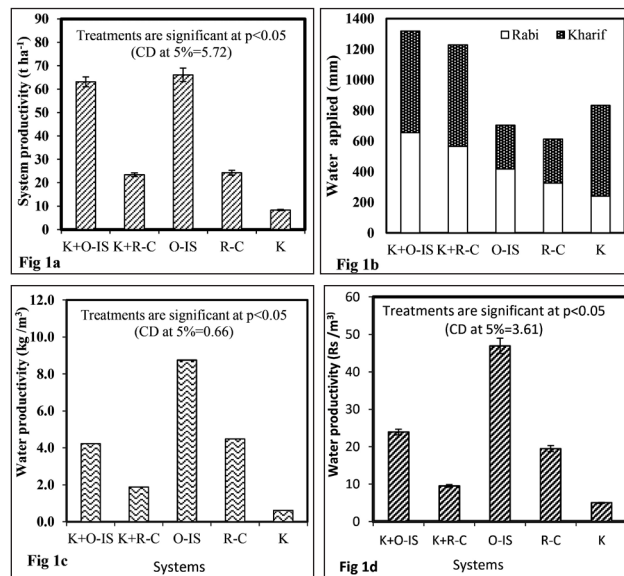 Treatments are significant at p<0.05
(CD at 5%=5.72)
System productivity (t ha⁻¹)
70
60
50
40
30
20
10
0
K+O-IS K+R-C O-IS R-C K
Fig 1a
Rabi Kharif
Water applied (mm)
1400
1200
1000
800
600
400
200
0
K+O-IS K+R-C O-IS R-C K
Fig 1b
Treatments are significant at p<0.05
(CD at 5%=0.66)
Water productivity (kg /m³)
12.0
10.0
8.0
6.0
4.0
2.0
0.0
K+O-IS K+R-C O-IS R-C K
Fig 1c Systems
Treatments are significant at p<0.05
(CD at 5%=3.61)
Water productivity (Rs /m³)
60
50
40
30
20
10
0
K+O-IS K+R-C O-IS R-C K
Fig 1d Systems